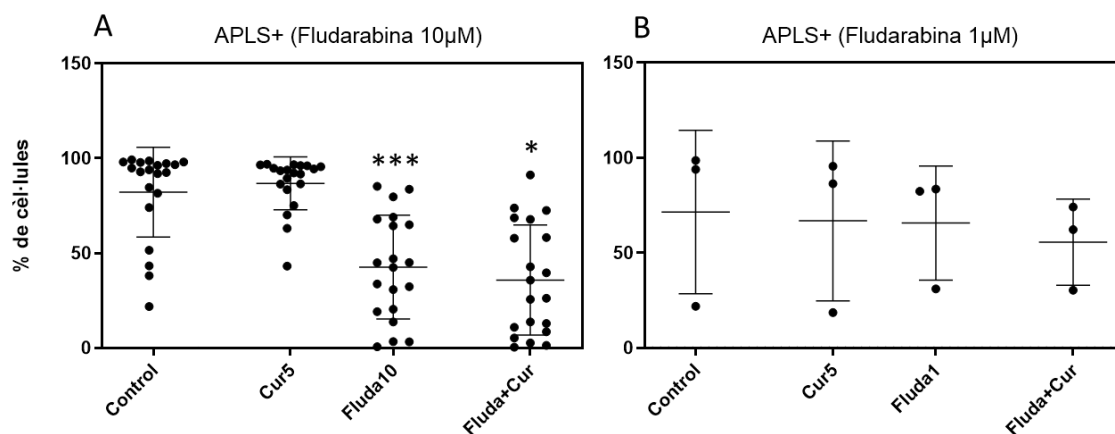 A
APLS+ (Fludarabina 10µM)
% de cèl·lules
150
100
50
0
***
*
Control
Cur5
Fluda10
Fluda+Cur
B
APLS+ (Fludarabina 1µM)
150
100
50
0
Control
Cur5
Fluda1
Fluda+Cur